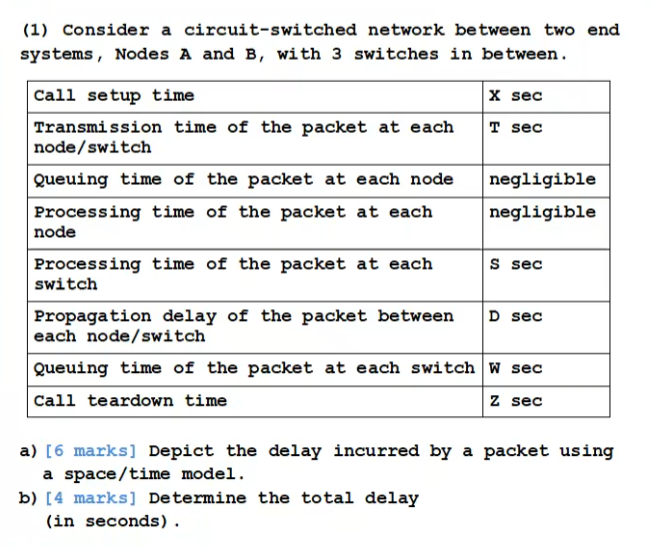 (1) Consider a circuit-switched network between two end
systems, Nodes A and B, with 3 switches in between.
Call setup time X sec
Transmission time of the packet at each T sec
node/switch
Queuing time of the packet at each node negligible
Processing time of the packet at each negligible
node
Processing time of the packet at each S sec
switch
Propagation delay of the packet between D sec
each node/switch
Queuing time of the packet at each switch W sec
Call teardown time Z sec
a) [6 marks] Depict the delay incurred by a packet using
a space/time model.
b) [4 marks] Determine the total delay
(in seconds).